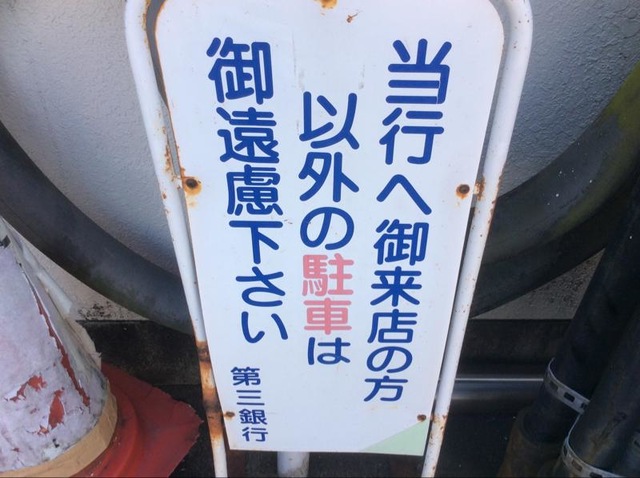 当行へ御来店の方
以外の駐車は
御遠慮下さい
第三銀行